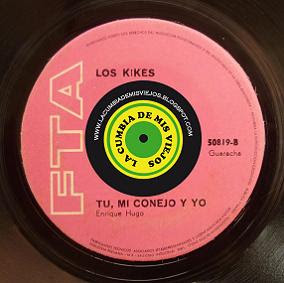 LOS KIKES
FTA
LACUMBIADEMISVIEJOS.BLOGSPOT.COM
LA CUMBIA DE MIS VIEJOS
50819-B
Guaracha
TU, MI CONEJO Y YO
Enrique Hugo